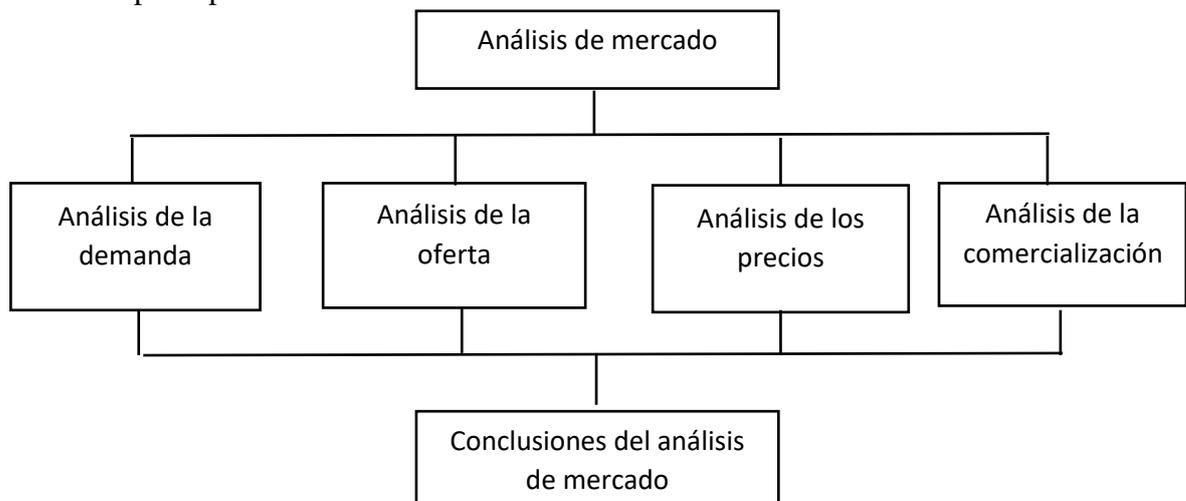 Análisis de mercado
Análisis de la
demanda
Análisis de la
oferta
Análisis de los
precios
Análisis de la
comercialización
Conclusiones del análisis
de mercado